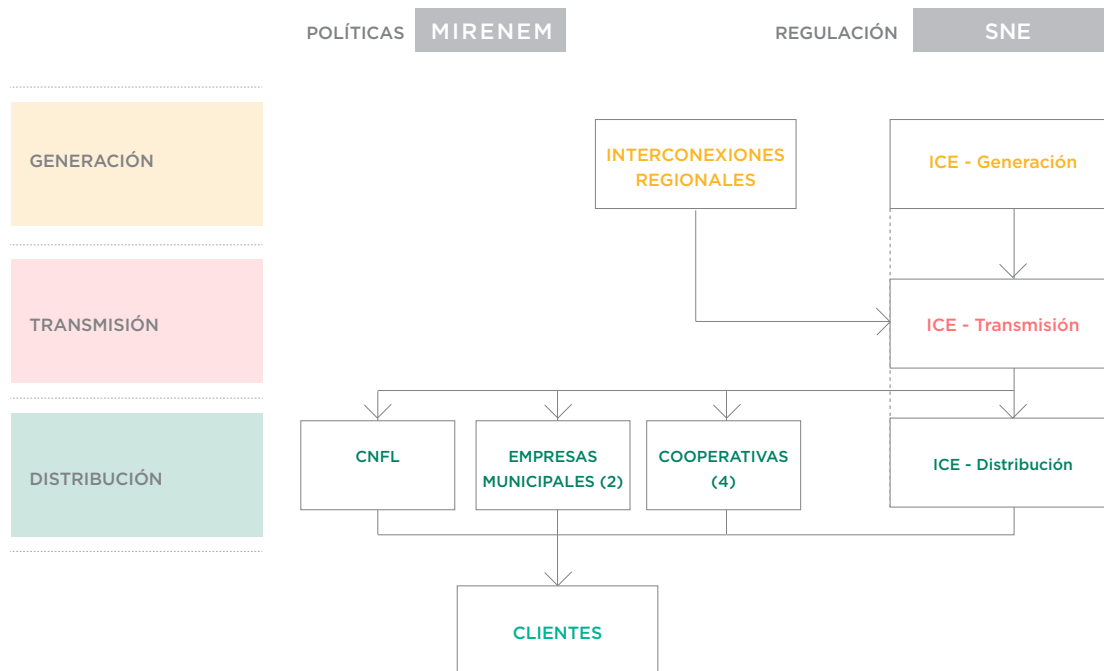 POLÍTICAS MIRENEM REGULACIÓN SNE
GENERACIÓN
INTERCONEXIONES
REGIONALES
ICE - Generación
TRANSMISIÓN
ICE - Transmisión
DISTRIBUCIÓN
CNFL
EMPRESAS
MUNICIPALES (2)
COOPERATIVAS
(4)
ICE - Distribución
CLIENTES